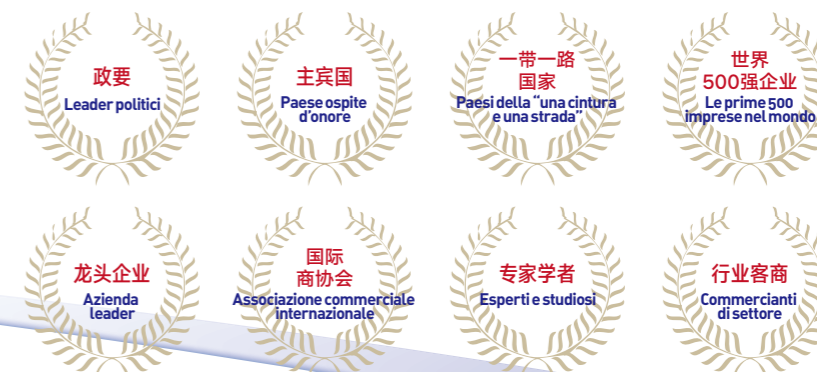 政要
Leader politici
主宾国
Paese ospite
d'onore
一带一路
国家
Paesi della "una cintura
e una strada"
世界
500强企业
Le prime 500
imprese nel mondo
龙头企业
Azienda
leader
国际
商协会
Associazione commerciale
internazionale
专家学者
Esperti e studiosi
行业客商
Commercianti
di settore